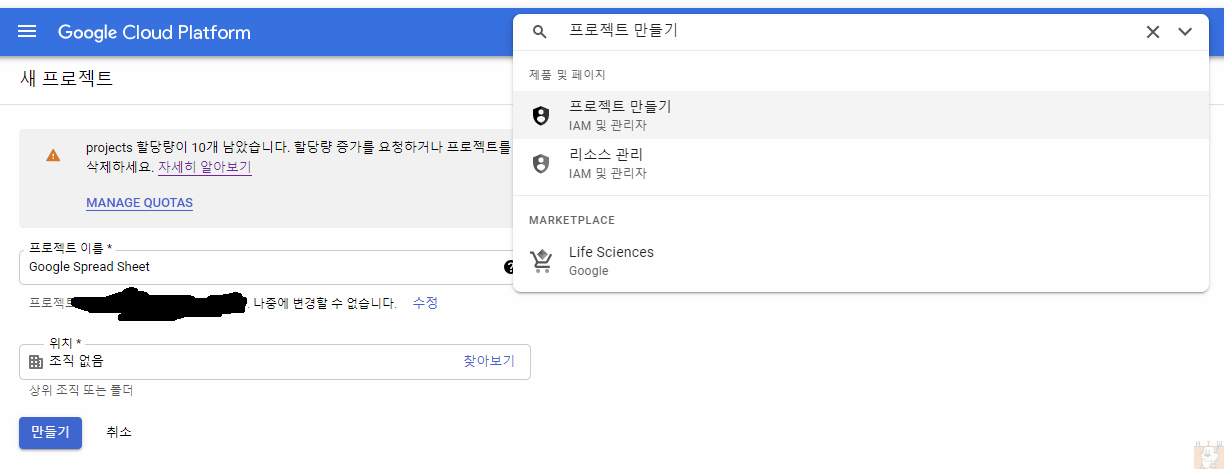 Google Cloud Platform
프로젝트 만들기
새 프로젝트
제품 및 페이지
프로젝트 만들기
IAM 및 관리자
리소스 관리
IAM 및 관리자
MARKETPLACE
Life Sciences
Google
projects 할당량이 10개 남았습니다. 할당량 증가를 요청하거나 프로젝트를
삭제하세요. 자세히 알아보기
MANAGE QUOTAS
프로젝트 이름 *
Google Spread Sheet
프로젝트 . 나중에 변경할 수 없습니다. 수정
위치 *
조직 없음 찾아보기
상위 조직 또는 폴더
만들기 취소
HIW